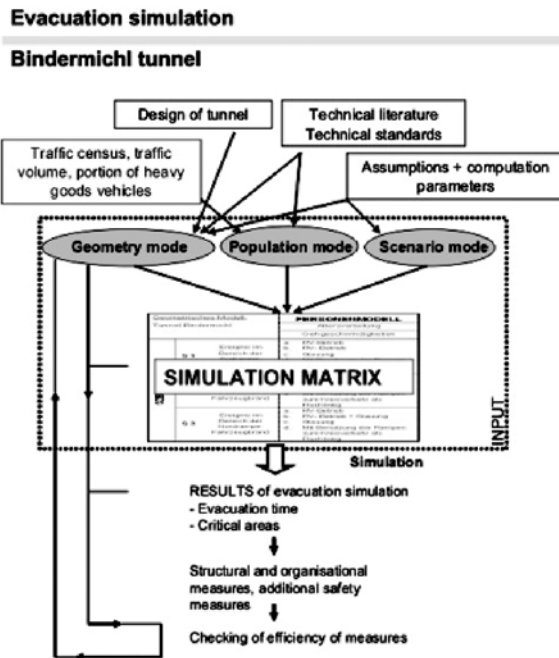 Evacuation simulation
Bindermichl tunnel
Design of tunnel
Technical literature
Technical standards
Traffic census, traffic
volume, portion of heavy
goods vehicles
Assumptions + computation
parameters
Geometry mode
Population mode
Scenario mode
PERSONENMODELL
SIMULATION MATRIX
INPUT
Simulation
RESULTS of evacuation simulation
- Evacuation time
- Critical areas
Structural and organisational
measures, additional safety
measures
Checking of efficiency of measures